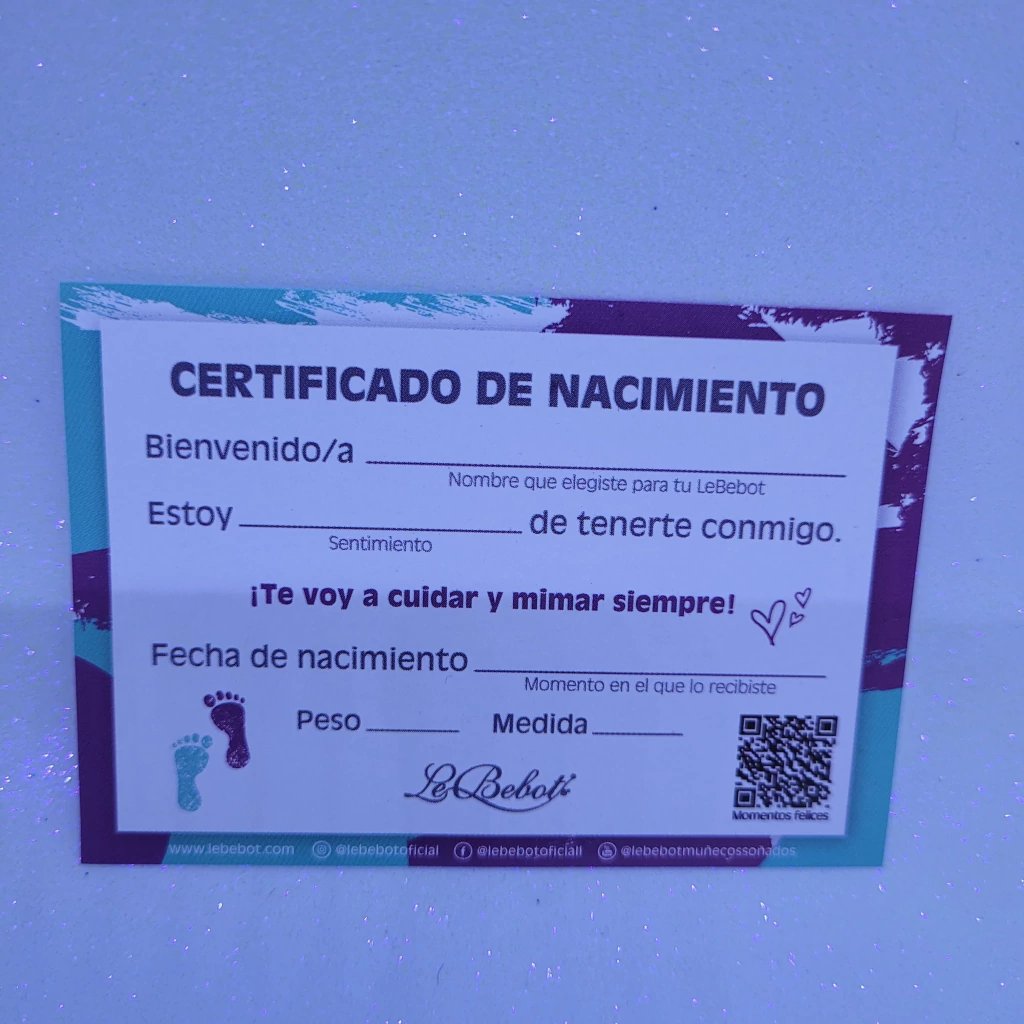 CERTIFICADO DE NACIMIENTO
Bienvenido/a
Nombre que elegiste para tu LeBebot
Estoy de tenerte conmigo.
Sentimiento
¡Te voy a cuidar y mimar siempre!
Fecha de nacimiento
Momento en el que lo recibiste
Peso Medida
LeBebot
Momentos felices
www.lebebot.com @lebebotoficial @lebebotoficiall @lebebotmuñecossoñados